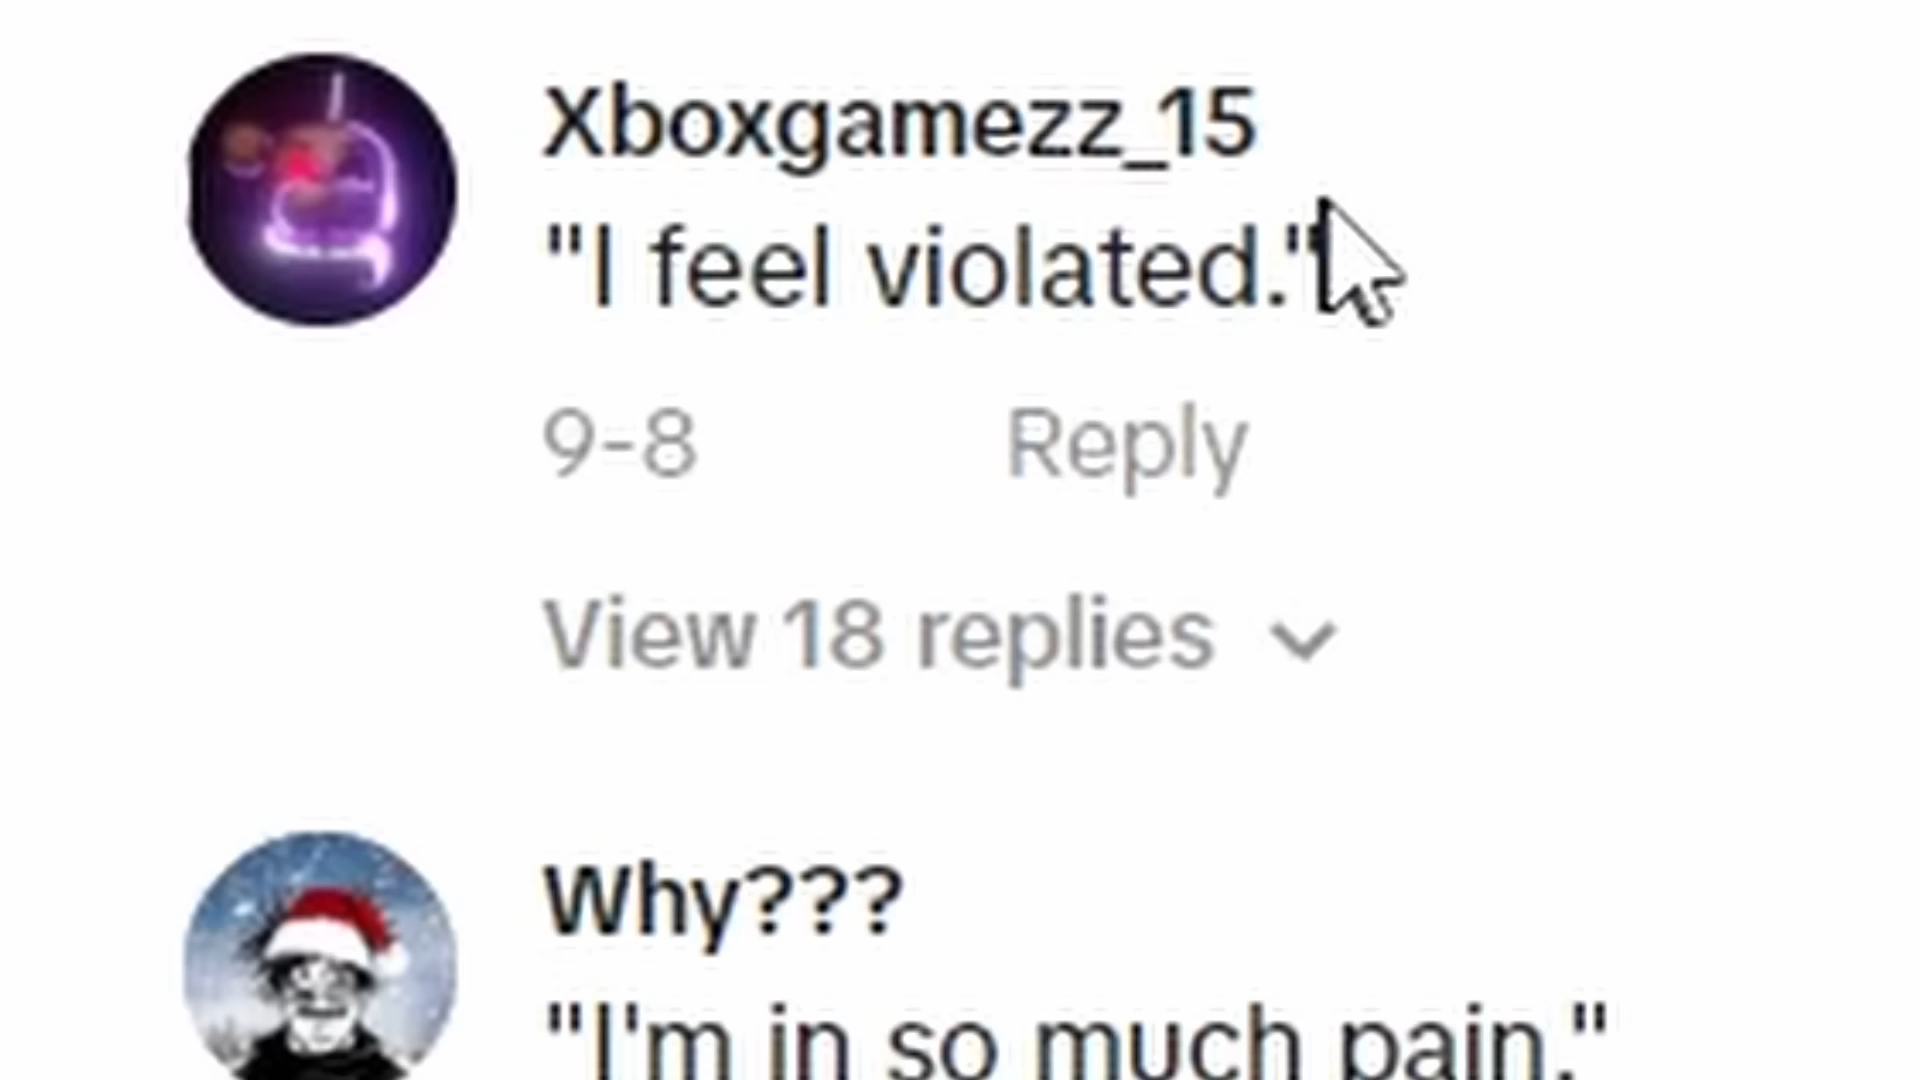 Xboxgamezz_15
"I feel violated."
9-8 Reply
View 18 replies
Why???
"I'm in so much pain."